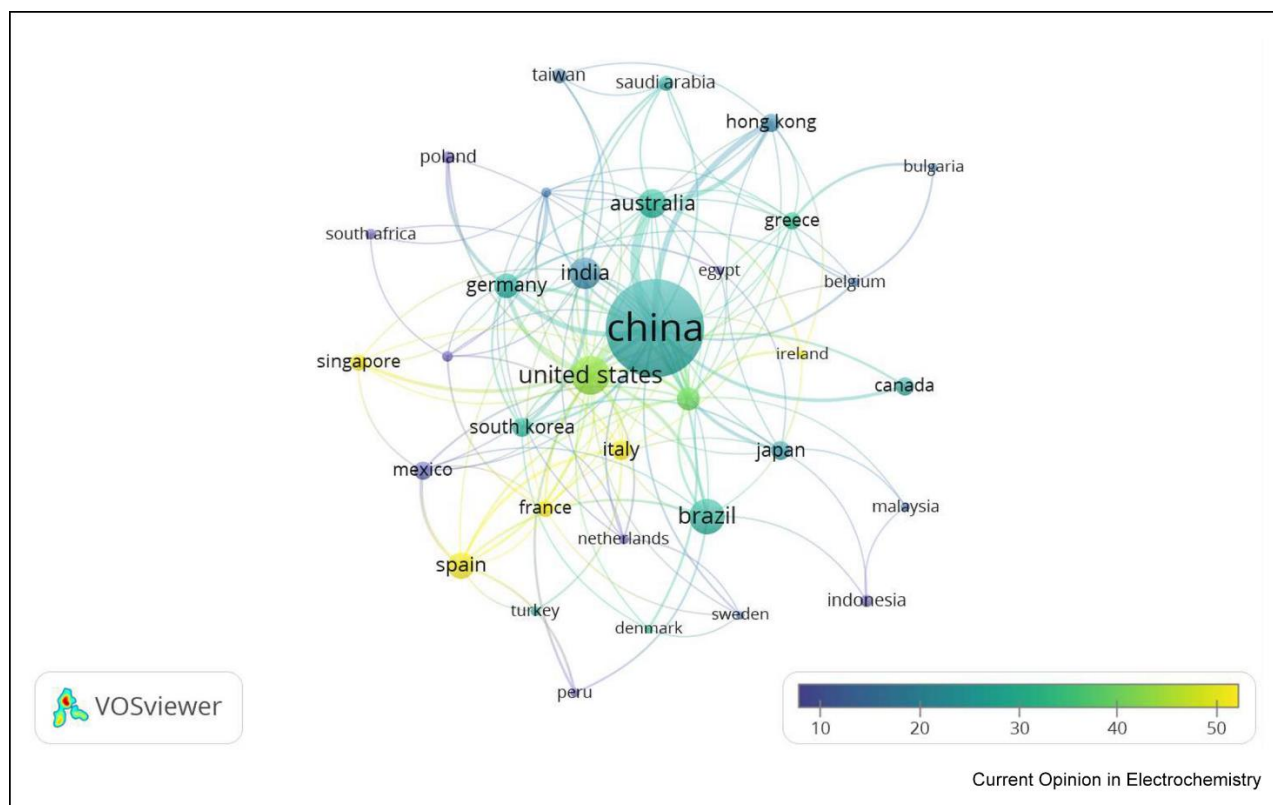 taiwan
saudi arabia
hong kong
poland
bulgaria
australia
greece
south africa
egypt
india
belgium
germany
china
ireland
singapore
united states
canada
south korea
italy
japan
mexico
france
malaysia
brazil
netherlands
spain
indonesia
turkey
sweden
denmark
peru
VOSviewer
10 20 30 40 50
Current Opinion in Electrochemistry